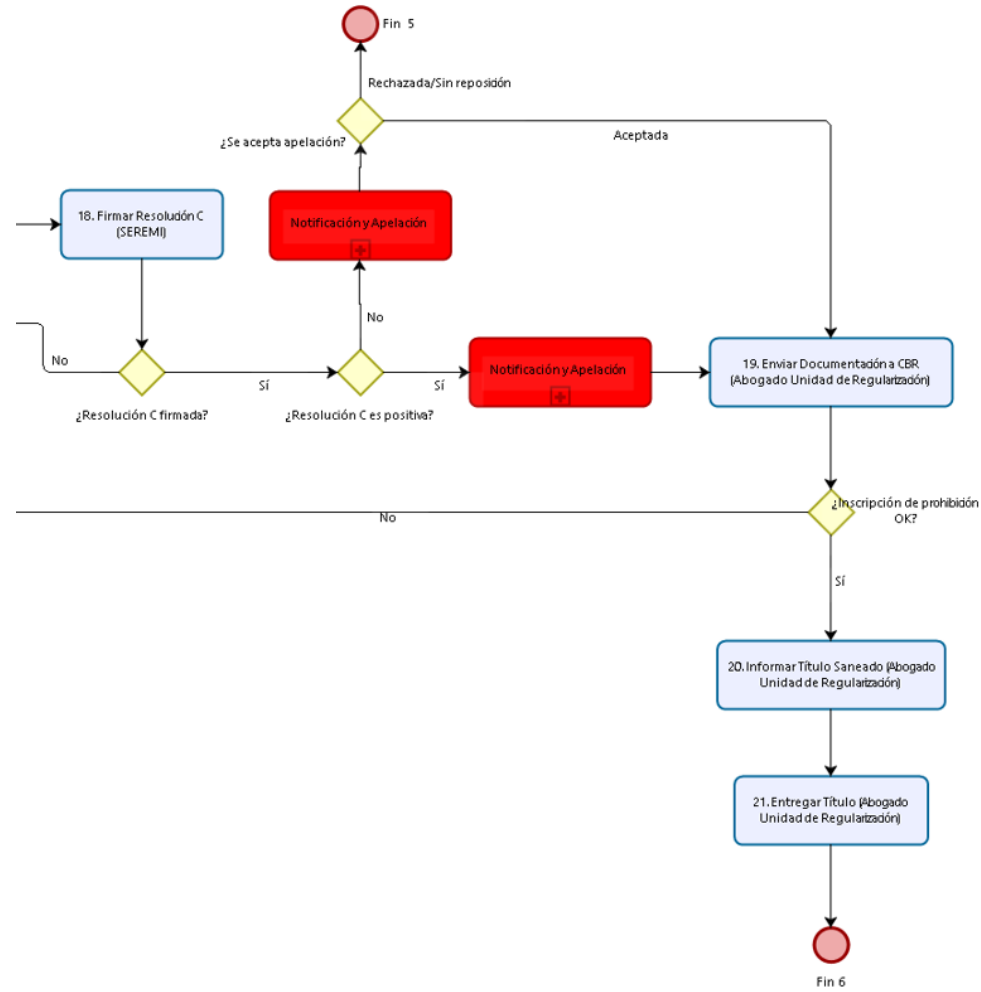 Fin 5
Rechazada/Sin reposición
¿Se acepta apelación?
Aceptada
18. Firmar Resolución C
(SEREMI)
Notificación y Apelación
No
No
Sí
¿Resolución C firmada?
¿Resolución C es positiva?
Sí
Notificación y Apelación
19. Enviar Documentación a CBR
(Abogado Unidad de Regularización)
¿Inscripción de prohibición
OK?
No
Sí
20. Informar Título Saneado (Abogado
Unidad de Regularización)
21. Entregar Título (Abogado
Unidad de Regularización)
Fin 6